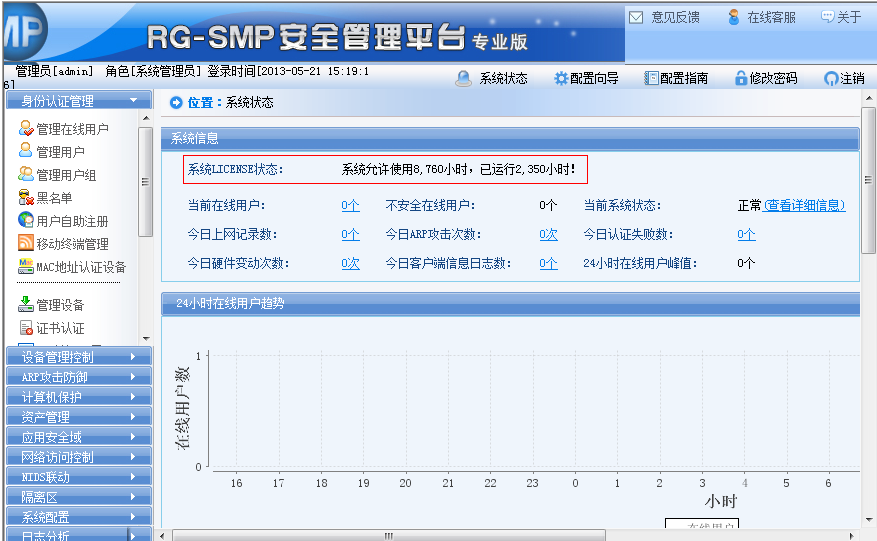 MP RG-SMP安全管理平台 专业版
意见反馈 在线客服 关于
管理员[admin] 角色[系统管理员] 登录时间[2013-05-21 15:19:1
6]
系统状态 配置向导 配置指南 修改密码 注销
身份认证管理
管理在线用户
管理用户
管理用户组
黑名单
用户自助注册
移动终端管理
MAC地址认证设备
管理设备
证书认证
设备管理控制
ARP攻击防御
计算机保护
资产管理
应用安全域
网络访问控制
NIDS联动
隔离区
系统配置
日志分析
位置：系统状态
系统信息
系统LICENSE状态: 系统允许使用8,760小时，已运行2,350小时!
当前在线用户: 0个 不安全在线用户: 0个 当前系统状态: 正常(查看详细信息)
今日上网记录数: 0个 今日ARP攻击次数: 0次 今日认证失败数: 0个
今日硬件变动次数: 0次 今日客户端信息日志数: 0个 24小时在线用户峰值: 0个
24小时在线用户趋势
在线用户数
1
0
16 17 18 19 20 21 22 23 0 1 2 3 4 5 6
小时
在线用户